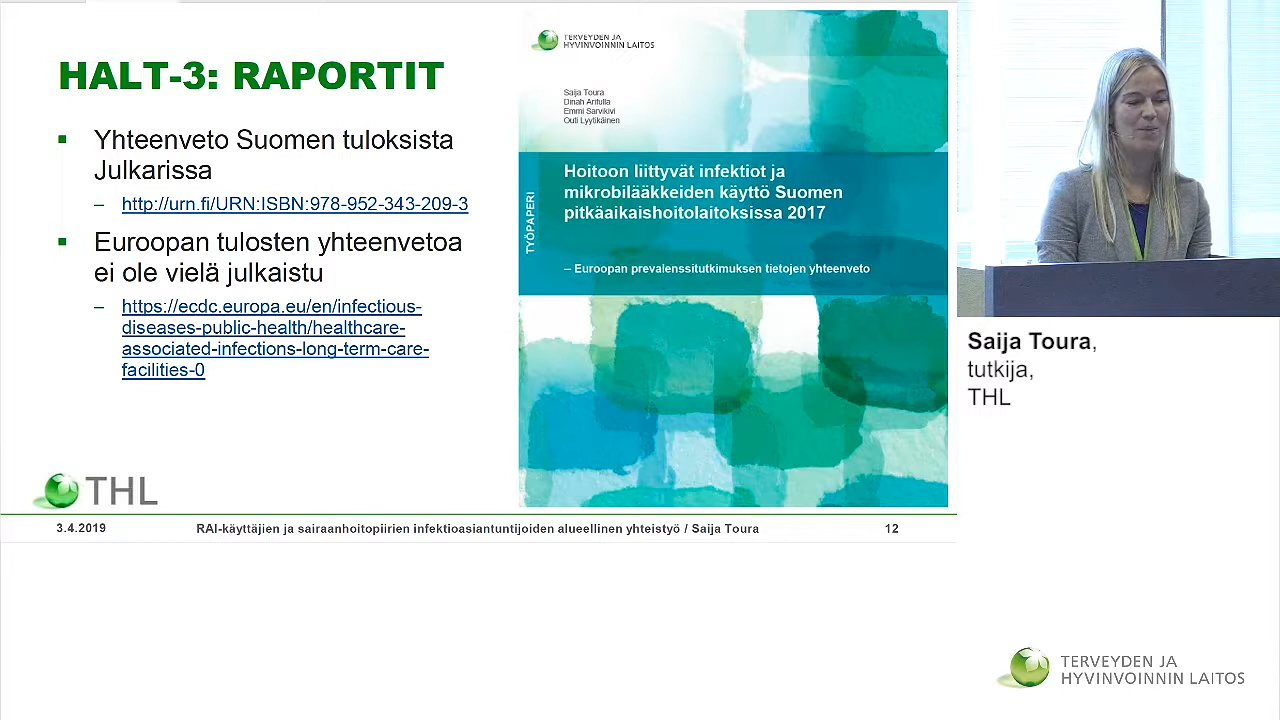 HALT-3: RAPORTIT
Yhteenveto Suomen tuloksista
Julkarissa
– http://urn.fi/URN:ISBN:978-952-343-209-3
Euroopan tulosten yhteenvetoa
ei ole vielä julkaistu
– https://ecdc.europa.eu/en/infectious-
diseases-public-health/healthcare-
associated-infections-long-term-care-
facilities-0
THL
3.4.2019
RAI-käyttäjien ja sairaanhoitopiirien infektioasiantuntijoiden alueellinen yhteistyö / Saija Toura
12
TERVEYDEN JA
HYVINVOINNIN LAITOS
Saija Toura
Dinah Arifulla
Emmi Sarvikivi
Outi Lyytikäinen
TYÖPAPERI
Hoitoon liittyvät infektiot ja
mikrobilääkkeiden käyttö Suomen
pitkäaikaishoitolaitoksissa 2017
– Euroopan prevalenssitutkimuksen tietojen yhteenveto
Saija Toura,
tutkija,
THL
TERVEYDEN JA
HYVINVOINNIN LAITOS